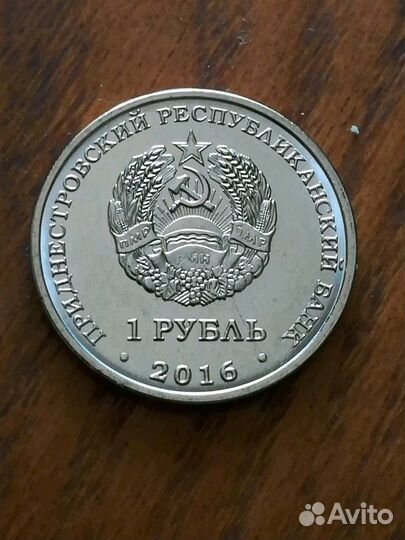 ПРИДНЕСТРОВСКИЙ РЕСПУБЛИКАНСКИЙ БАНК
ПМР ПМР
1 РУБЛЬ
• 2016 •
Avito